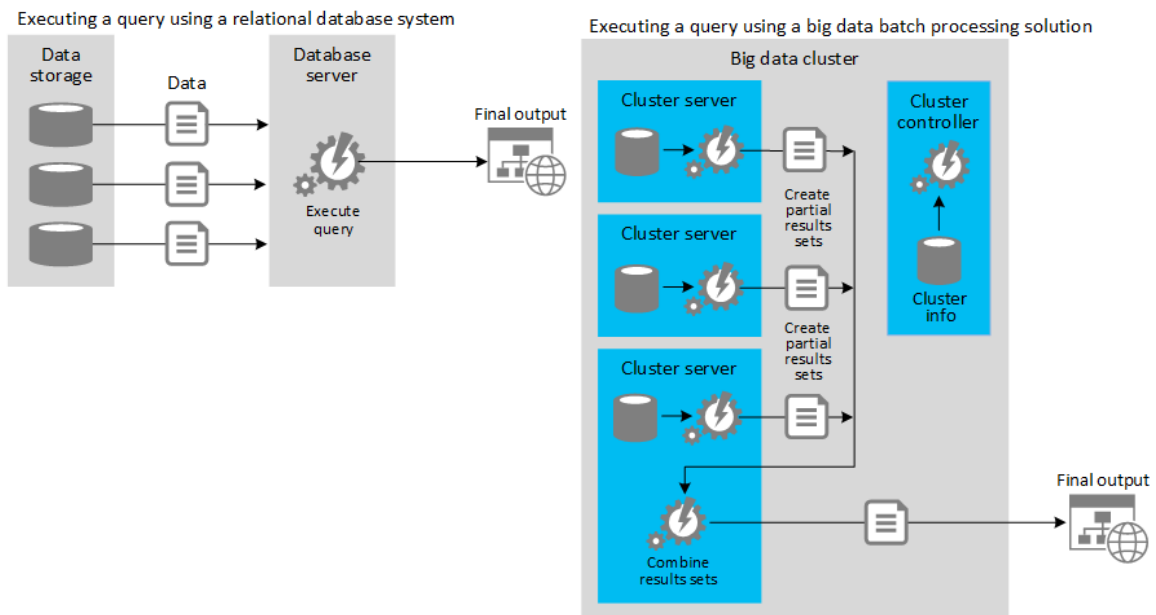 Executing a query using a relational database system
Data
storage
Data
Database
server
Execute
query
Final output
Executing a query using a big data batch processing solution
Big data cluster
Cluster server
Cluster server
Cluster server
Create
partial
results
sets
Create
partial
results
sets
Combine
results sets
Cluster
controller
Cluster
info
Final output